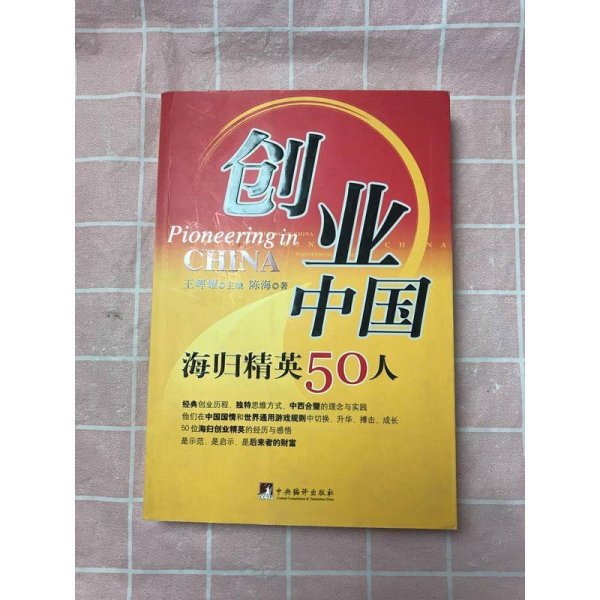 创业中国
Pioneering in
CHINA
王辉耀 主编 陈海 著
海归精英50人
经典创业历程，独特思维方式，中西合璧的理念与实践
他们在中国国情和世界通用游戏规则中切换、升华、搏击、成长
50位海归创业精英的经历与感悟
是示范、是启示，是后来者的财富
中央编译出版社
Central Compilation & Translation Press